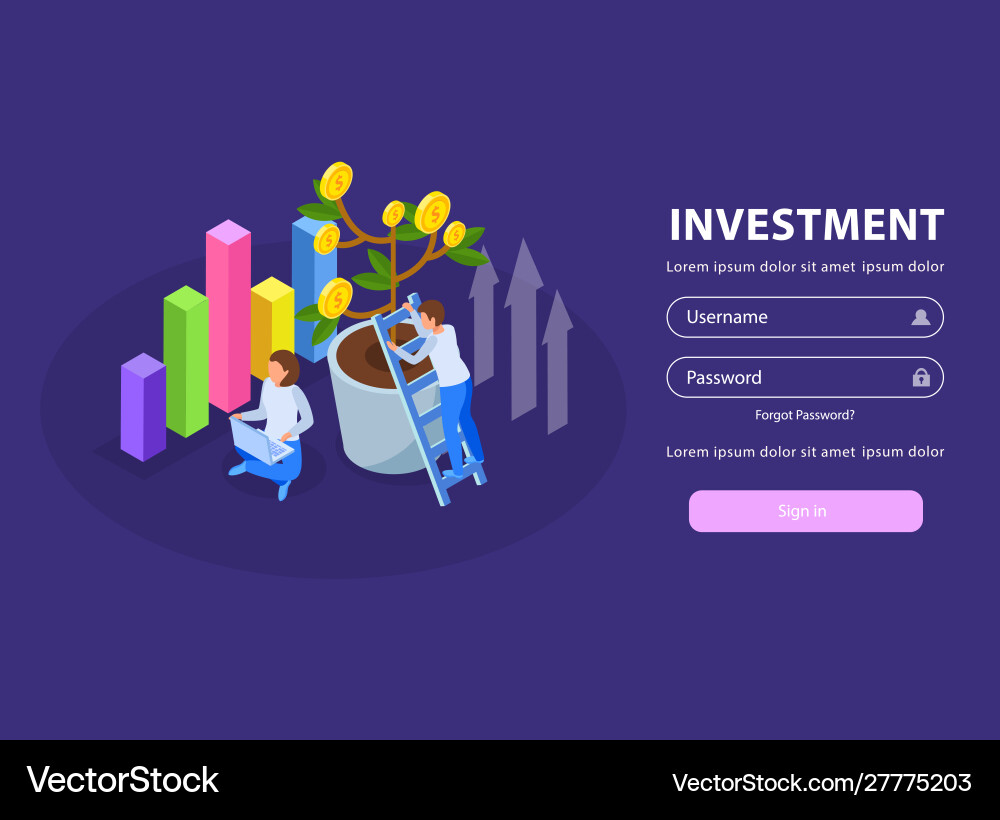 INVESTMENT
Lorem ipsum dolor sit amet ipsum dolor
Username
Password
Forgot Password?
Lorem ipsum dolor sit amet ipsum dolor
Sign in
$
$
$
$
$
$
VectorStock
VectorStock.com/27775203